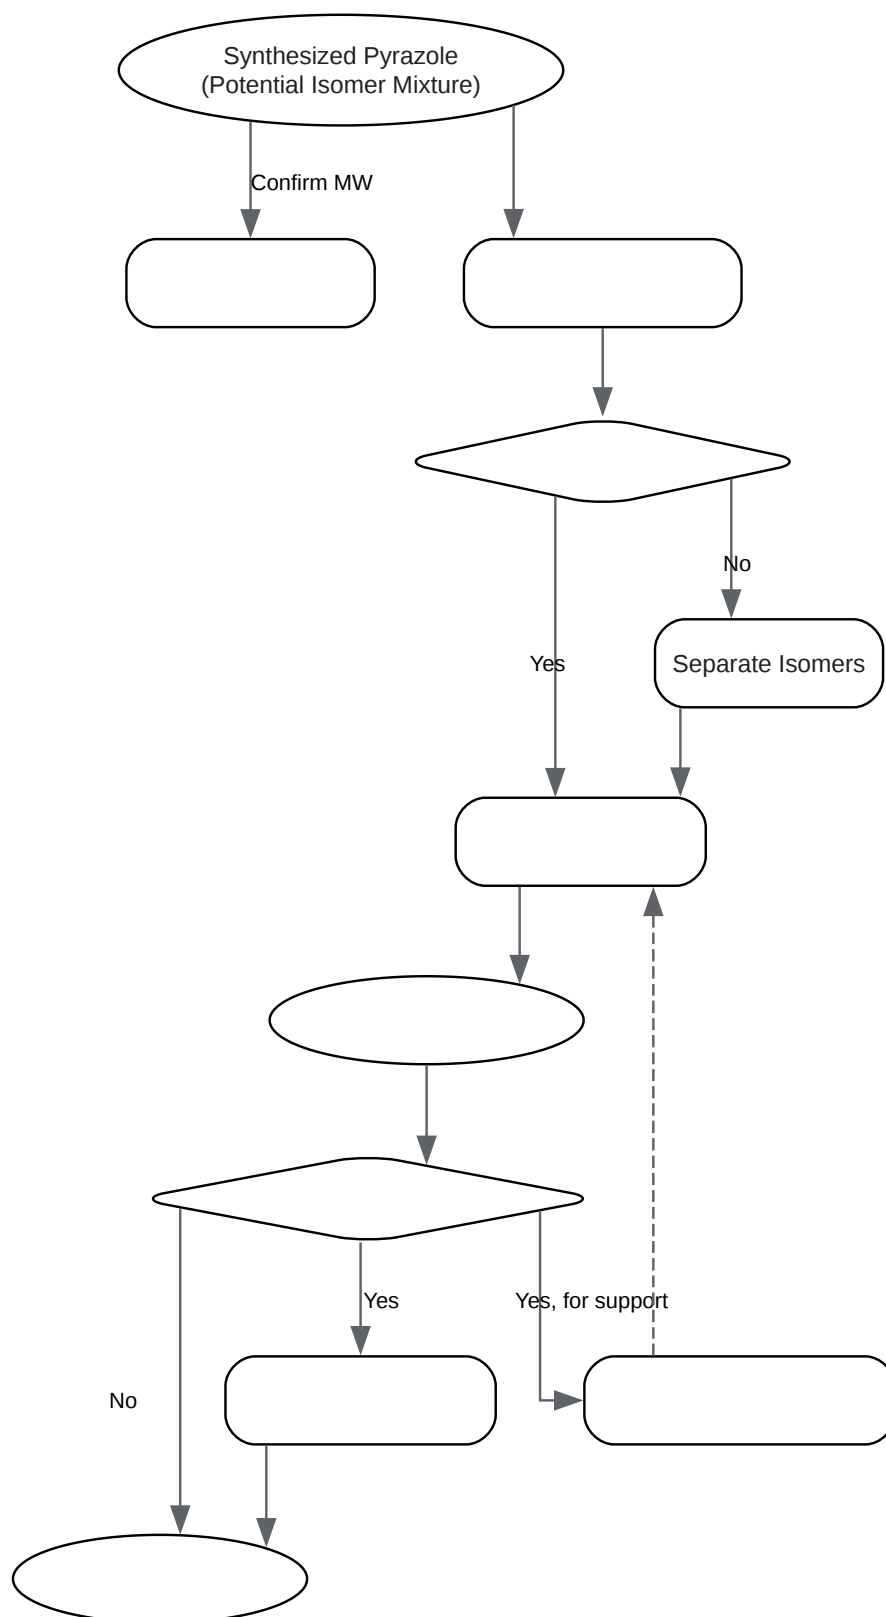 Synthesized Pyrazole
(Potential Isomer Mixture)
Confirm MW
No
Yes
Separate Isomers
Yes
Yes, for support
No